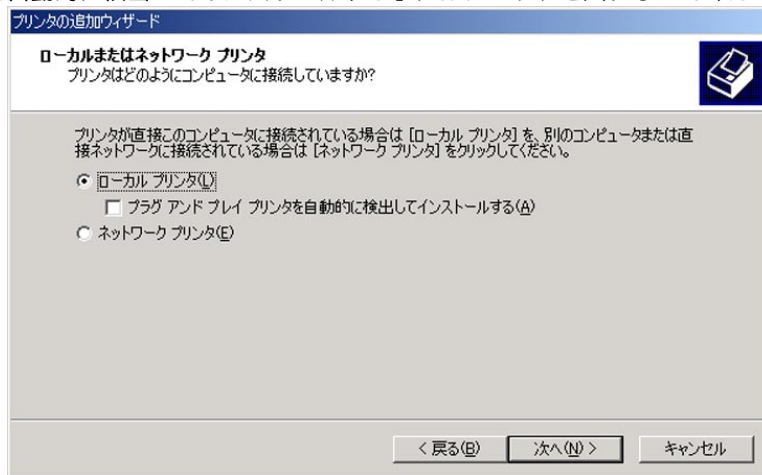 プリンタの追加ウィザード
ローカルまたはネットワーク プリンタ
プリンタはどのようにコンピュータに接続していますか?
プリンタが直接このコンピュータに接続されている場合は [ローカル プリンタ] を、別のコンピュータまたは直
接ネットワークに接続されている場合は [ネットワーク プリンタ] をクリックしてください。
ローカル プリンタ(L)
プラグ アンド プレイ プリンタを自動的に検出してインストールする(A)
ネットワーク プリンタ(E)
< 戻る(B)
次へ(N) >
キャンセル